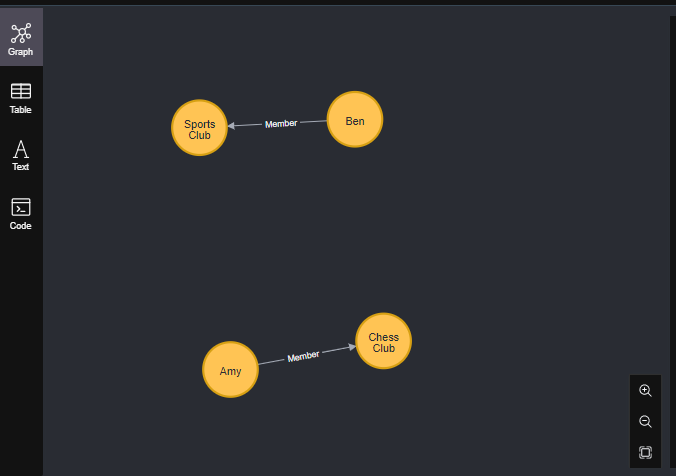 Graph
Table
Text
Code
Sports
Club
Member
Ben
Amy
Member
Chess
Club